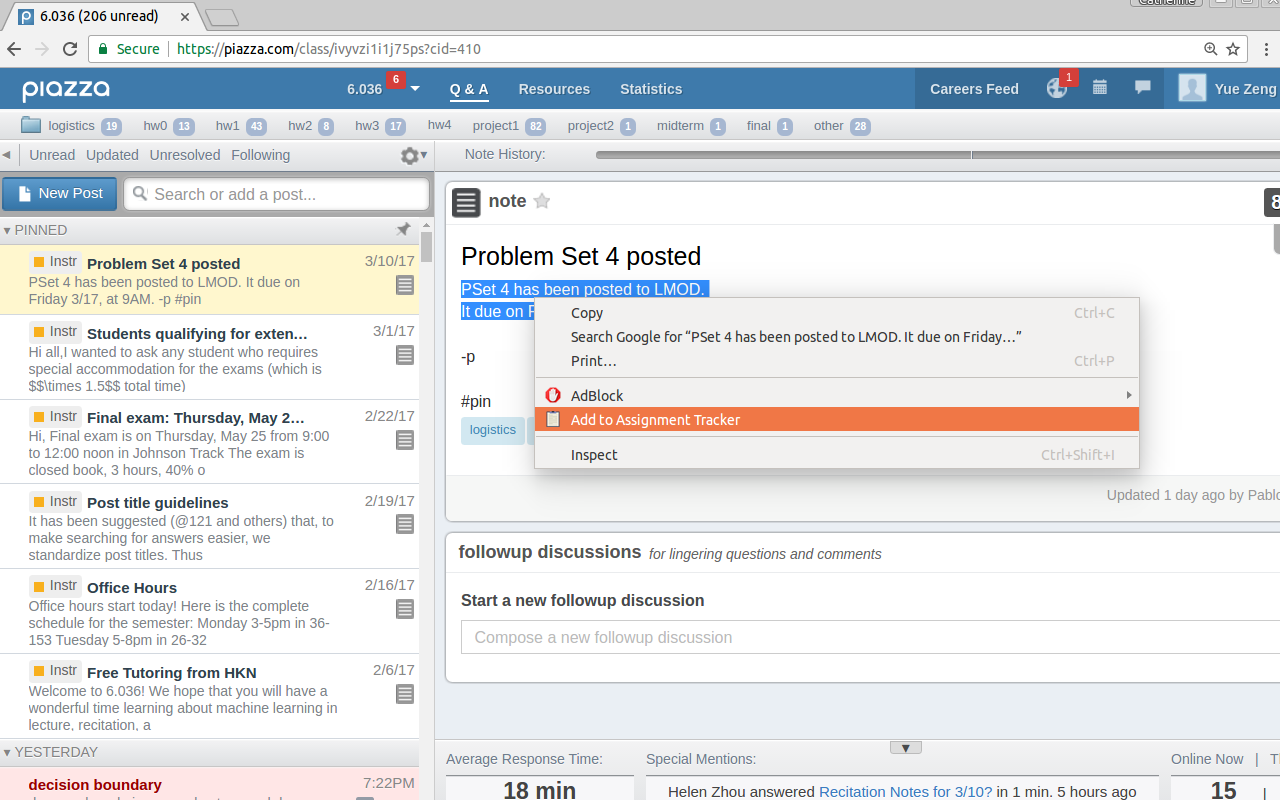 6.036 (206 unread)
Catherine
Secure
https://piazza.com/class/ivyvzi1i1j75ps?cid=410
piazza
6.036
6
Q & A
Resources
Statistics
Careers Feed
1
Yue Zeng
logistics 19
hw0 13
hw1 43
hw2 8
hw3 17
hw4
project1 82
project2 1
midterm 1
final 1
other 28
Unread Updated Unresolved Following
Note History:
New Post
Search or add a post...
PINNED
Instr Problem Set 4 posted 3/10/17
PSet 4 has been posted to LMOD. It due on
Friday 3/17, at 9AM. -p #pin
Instr Students qualifying for exten… 3/1/17
Hi all,I wanted to ask any student who requires
special accommodation for the exams (which is
$$\times 1.5$$ total time)
Instr Final exam: Thursday, May 2… 2/22/17
Hi, Final exam is on Thursday, May 25 from 9:00
to 12:00 noon in Johnson Track The exam is
closed book, 3 hours, 40% o
Instr Post title guidelines 2/19/17
It has been suggested (@121 and others) that, to
make searching for answers easier, we
standardize post titles. Thus
Instr Office Hours 2/16/17
Office hours start today! Here is the complete
schedule for the semester: Monday 3-5pm in 36-
153 Tuesday 5-8pm in 26-32
Instr Free Tutoring from HKN 2/6/17
Welcome to 6.036! We hope that you will have a
wonderful time learning about machine learning in
lecture, recitation, a
YESTERDAY
decision boundary 7:22PM
note
8
Problem Set 4 posted
PSet 4 has been posted to LMOD.
It due on
-p
#pin
logistics
Copy Ctrl+C
Search Google for “PSet 4 has been posted to LMOD. It due on Friday…”
Print… Ctrl+P
AdBlock
Add to Assignment Tracker
Inspect Ctrl+Shift+I
Updated 1 day ago by Pablo
followup discussions for lingering questions and comments
Start a new followup discussion
Compose a new followup discussion
Average Response Time:
18 min
Special Mentions:
Helen Zhou answered Recitation Notes for 3/10? in 1 min. 5 hours ago
Online Now | T
15